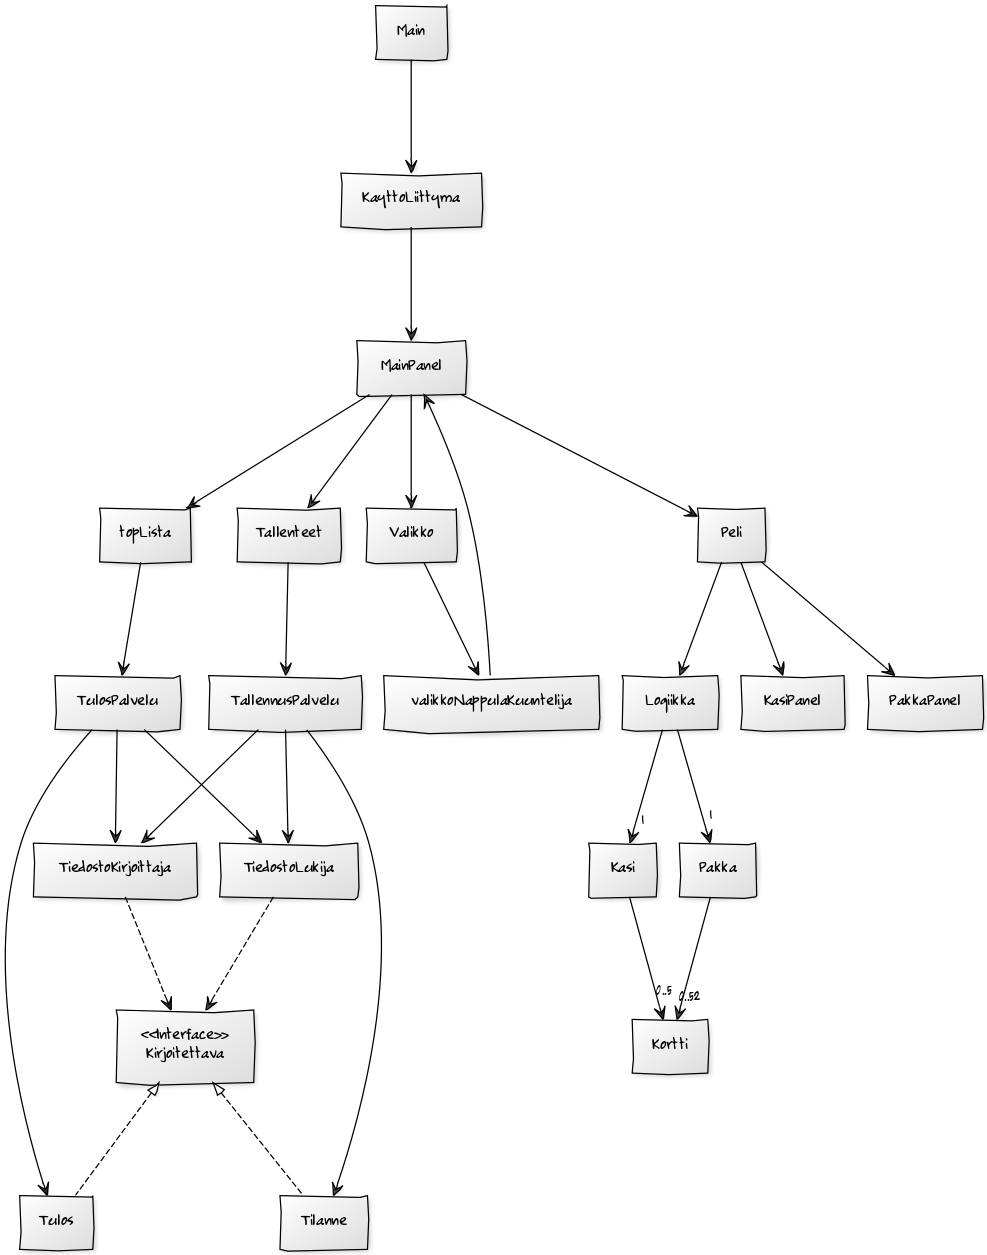 Main
KayttoLiittyma
MainPanel
topLista
Tallenteet
Valikko
Peli
TulosPalvelu
TallennusPalvelu
valikkoNappulaKuuntelija
Logiikka
KasiPanel
PakkaPanel
1
1
TiedostoKirjoittaja
TiedostoLukija
Kasi
Pakka
0..5
0..52
<<Interface>>
Kirjoitettava
Kortti
Tulos
Tilanne